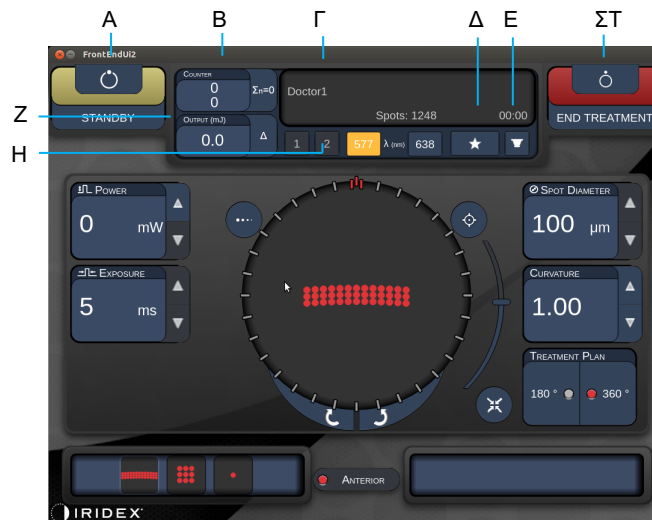 Α Β Γ Δ Ε ΣΤ
FrontEndUi2
COUNTER
0
0
Σn=0
Doctor1
Spots: 1248 00:00
STANDBY
END TREATMENT
Ζ
OUTPUT (mJ)
0.0
Δ
Η
1 2 577 λ (nm) 638
POWER
0 mW
SPOT DIAMETER
100 µm
EXPOSURE
5 ms
CURVATURE
1.00
TREATMENT PLAN
180 ° 360 °
ANTERIOR
IRIDEX